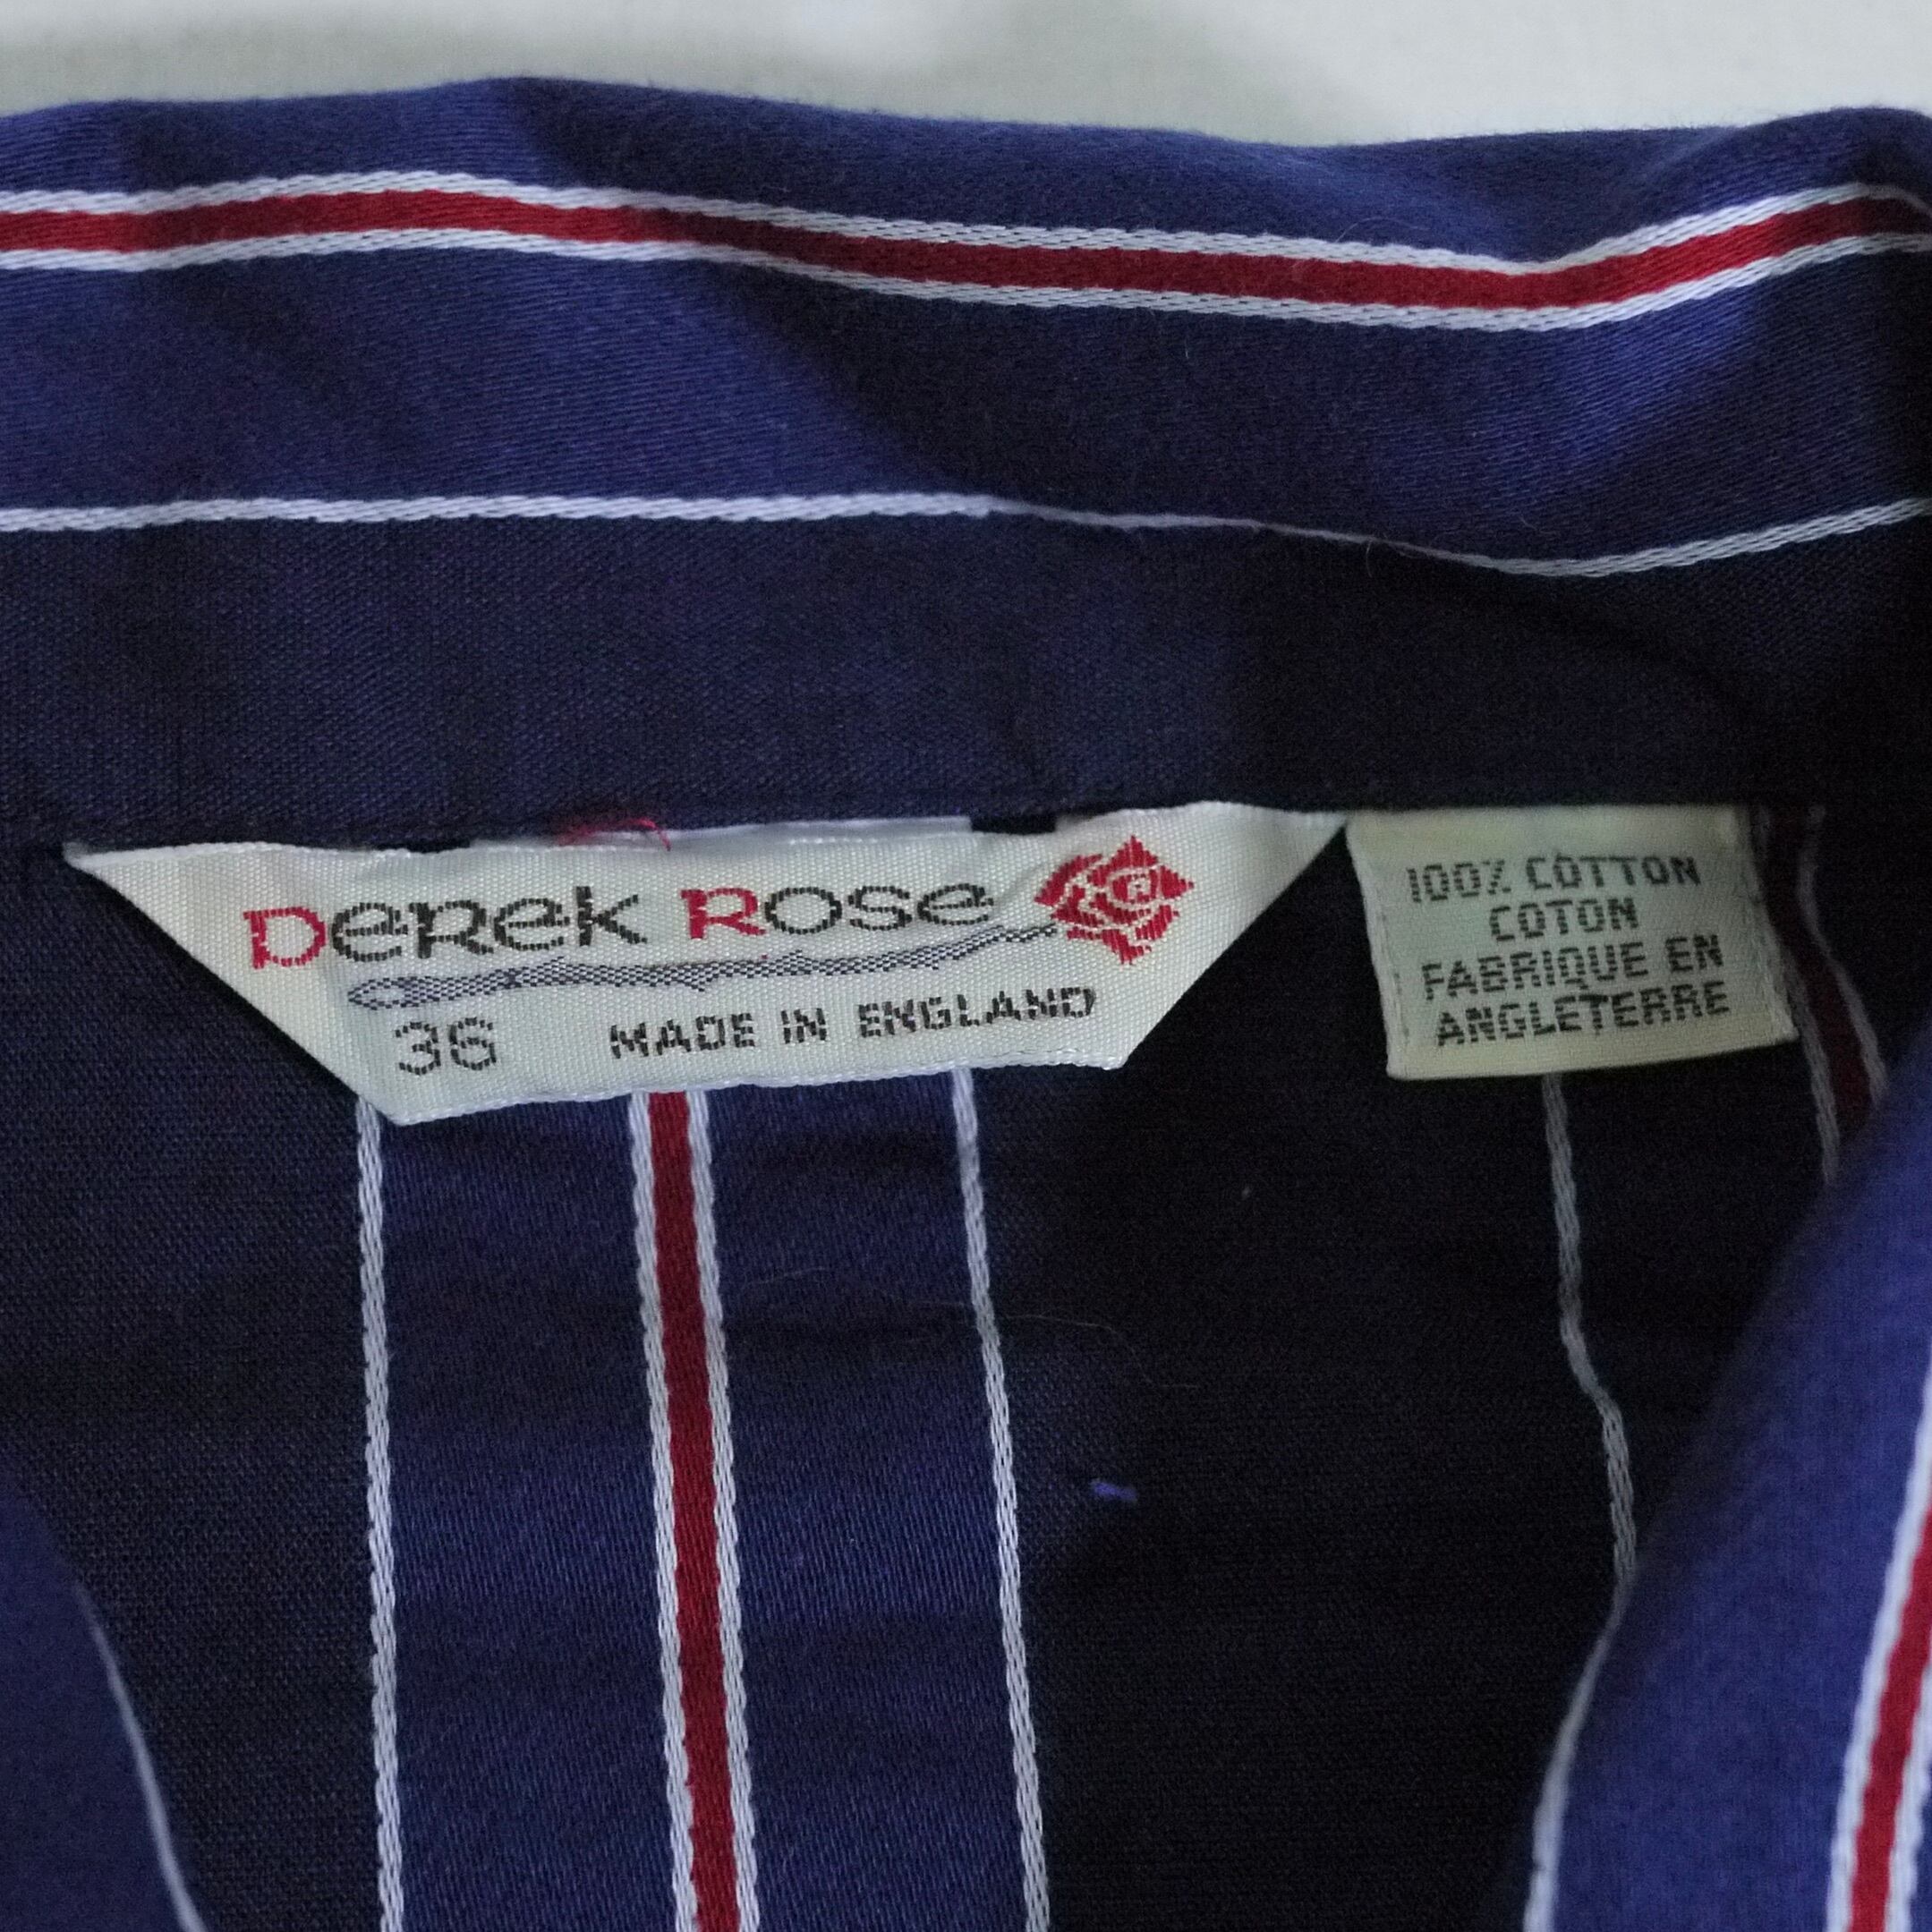 Derek Rose
36 MADE IN ENGLAND
100% COTTON
COTON
FABRIQUE EN
ANGLETERRE